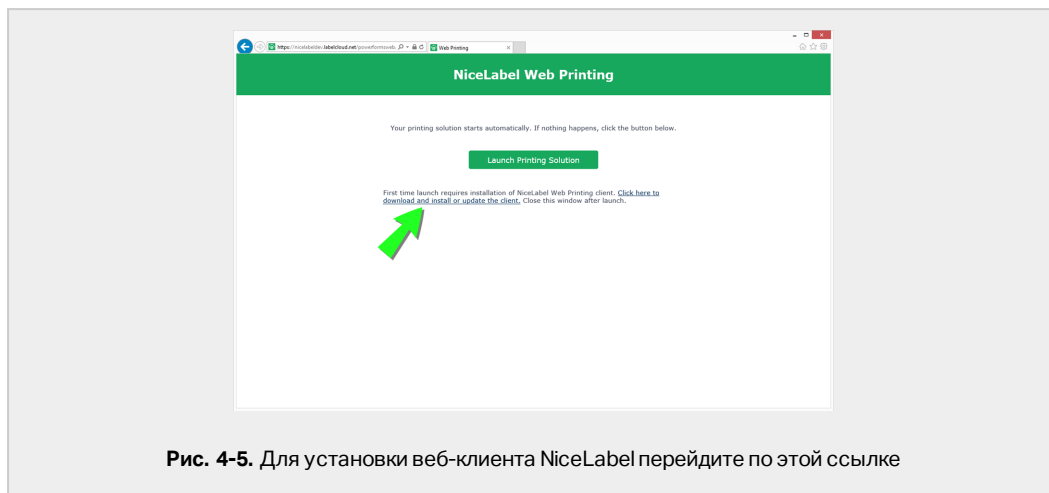 https://nicelabeldev.labelcloud.net/powerformsweb, Web Printing
NiceLabel Web Printing
Your printing solution starts automatically. If nothing happens, click the button below.
Launch Printing Solution
First time launch requires installation of NiceLabel Web Printing client. Click here to
download and install or update the client. Close this window after launch.
Рис. 4-5. Для установки веб-клиента NiceLabel перейдите по этой ссылке